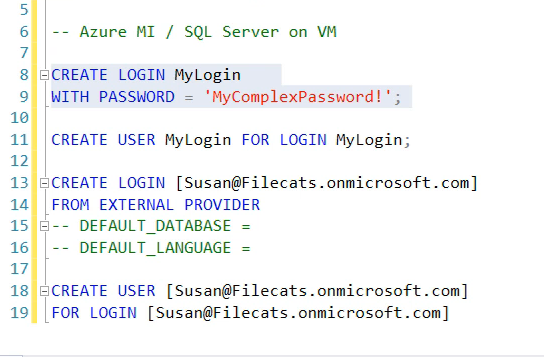 5
6 -- Azure MI / SQL Server on VM
7
8 CREATE LOGIN MyLogin
9 WITH PASSWORD = 'MyComplexPassword!';
10
11 CREATE USER MyLogin FOR LOGIN MyLogin;
12
13 CREATE LOGIN [Susan@Filecats.onmicrosoft.com]
14 FROM EXTERNAL PROVIDER
15 -- DEFAULT_DATABASE =
16 -- DEFAULT_LANGUAGE =
17
18 CREATE USER [Susan@Filecats.onmicrosoft.com]
19 FOR LOGIN [Susan@Filecats.onmicrosoft.com]